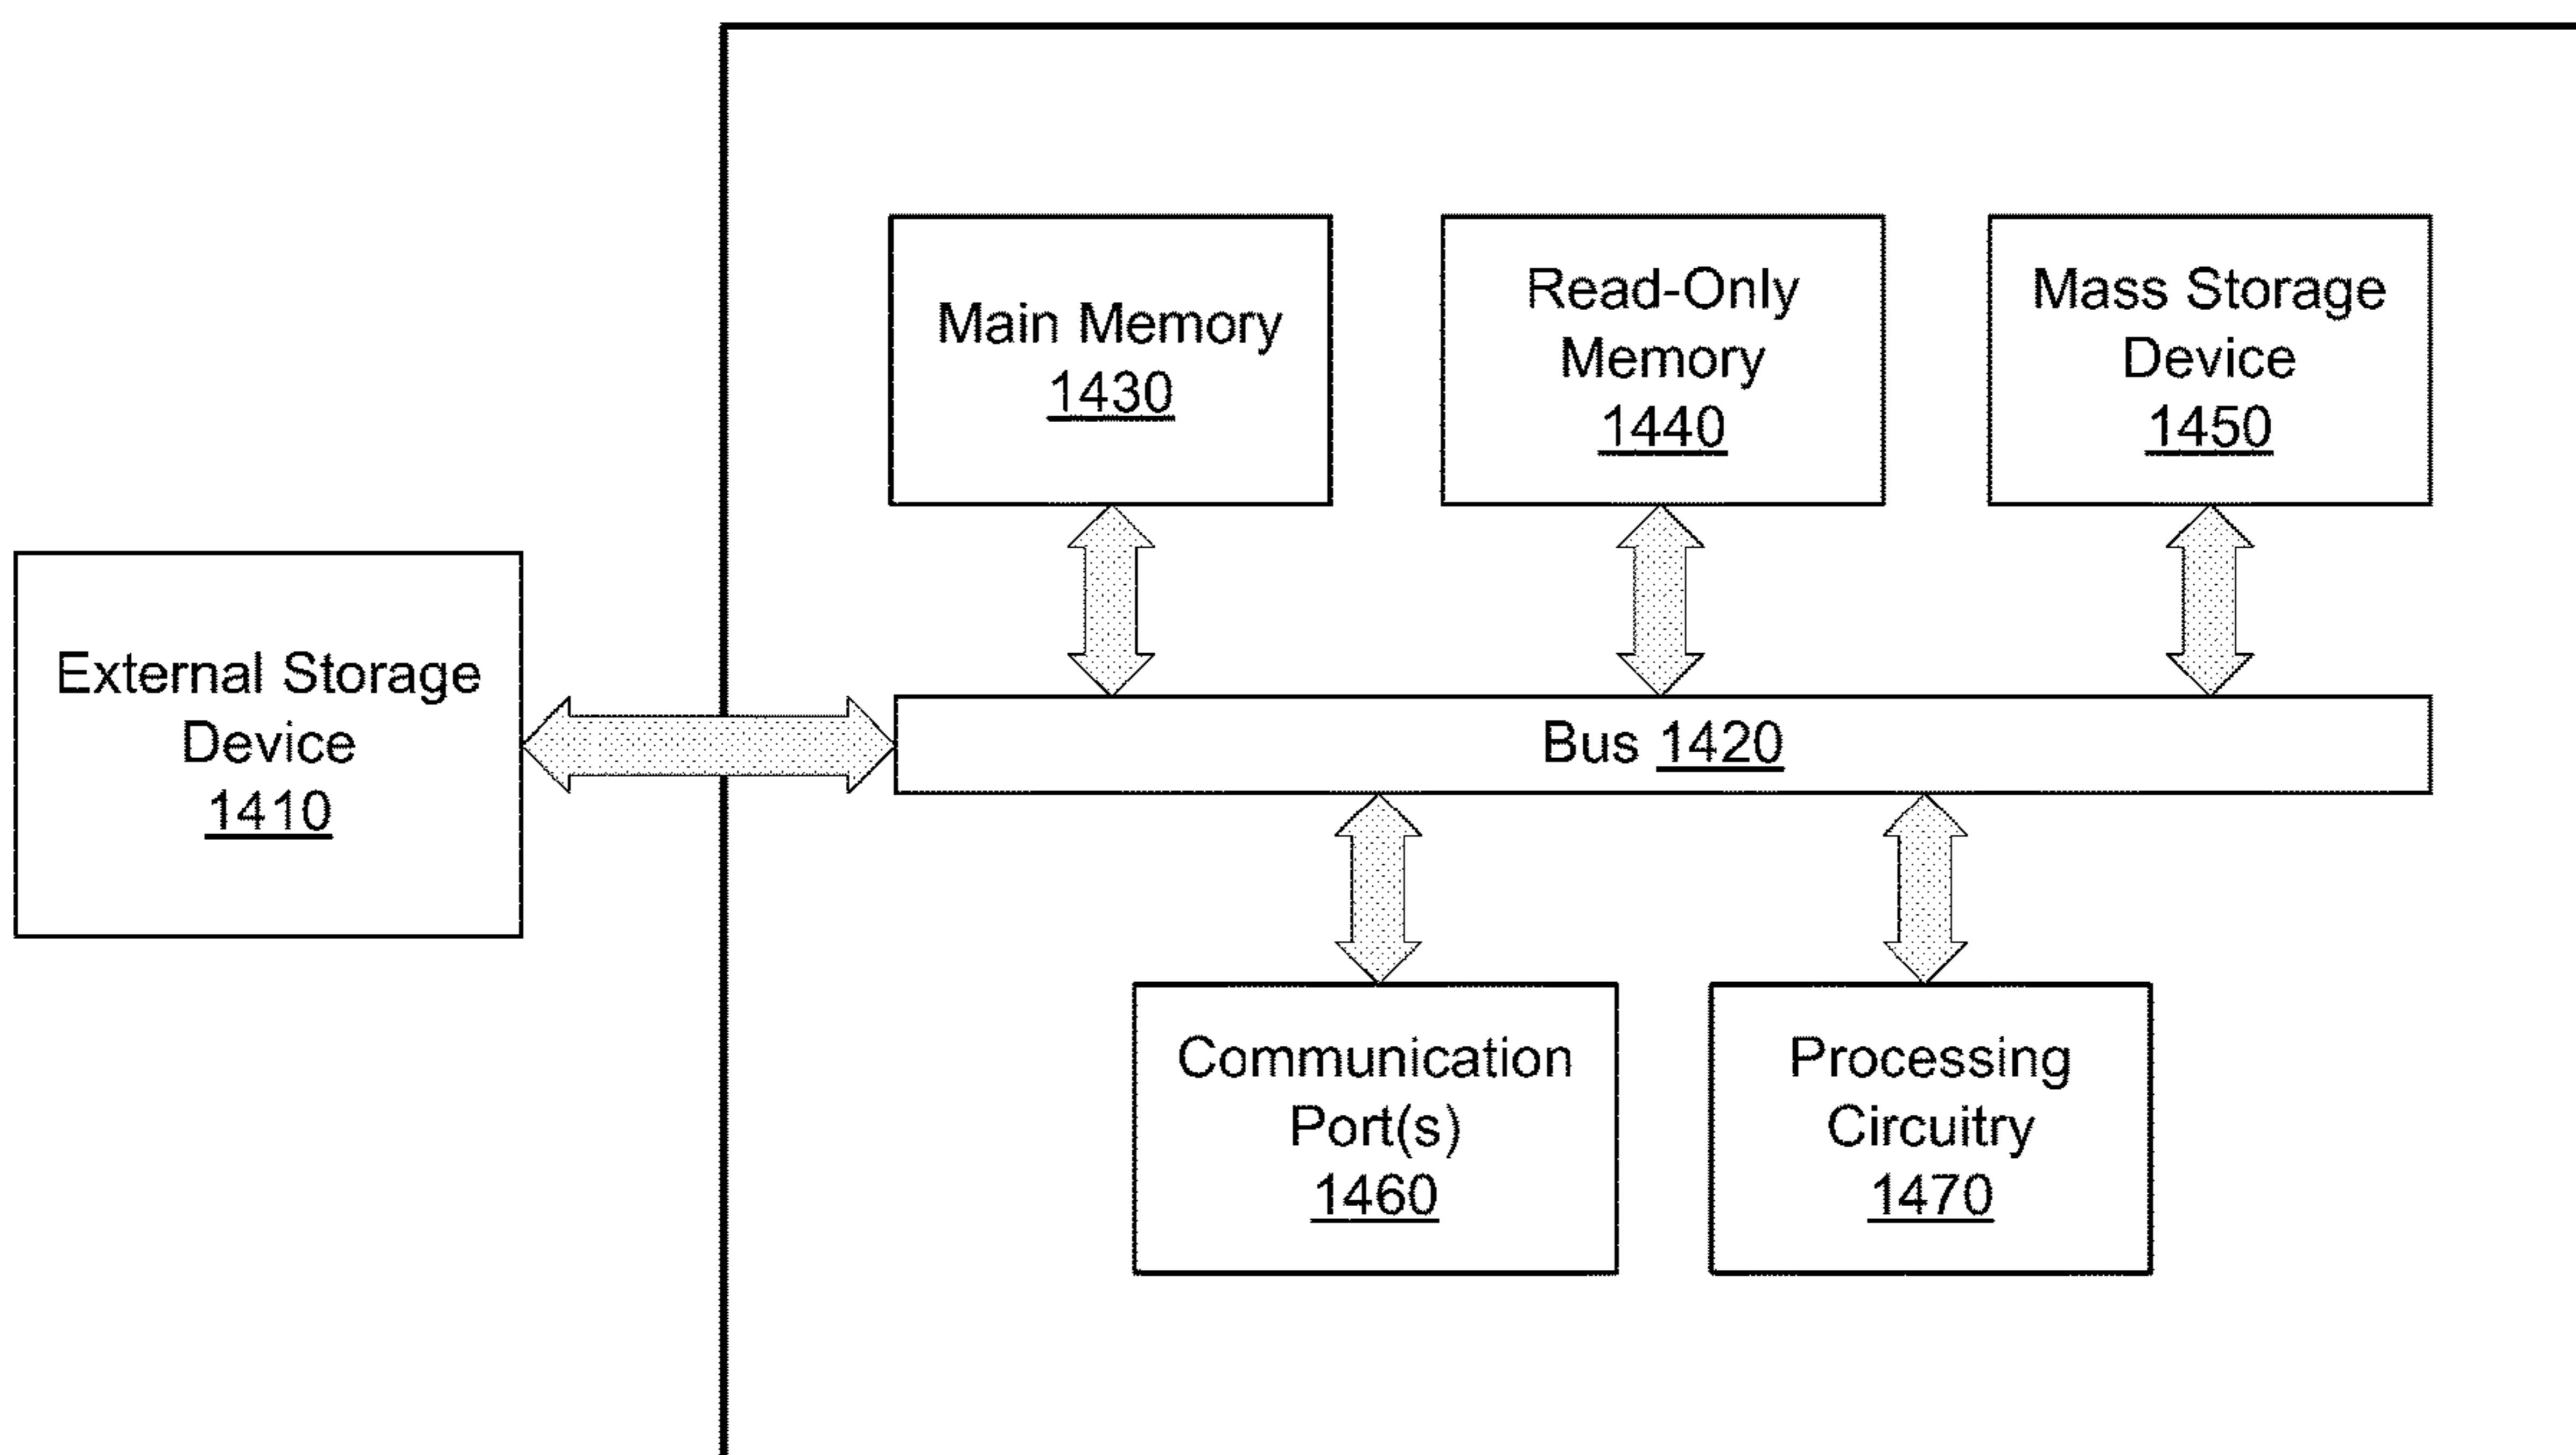 Main Memory
1430
Read-Only
Memory
1440
Mass Storage
Device
1450
External Storage
Device
1410
Bus 1420
Communication
Port(s)
1460
Processing
Circuitry
1470